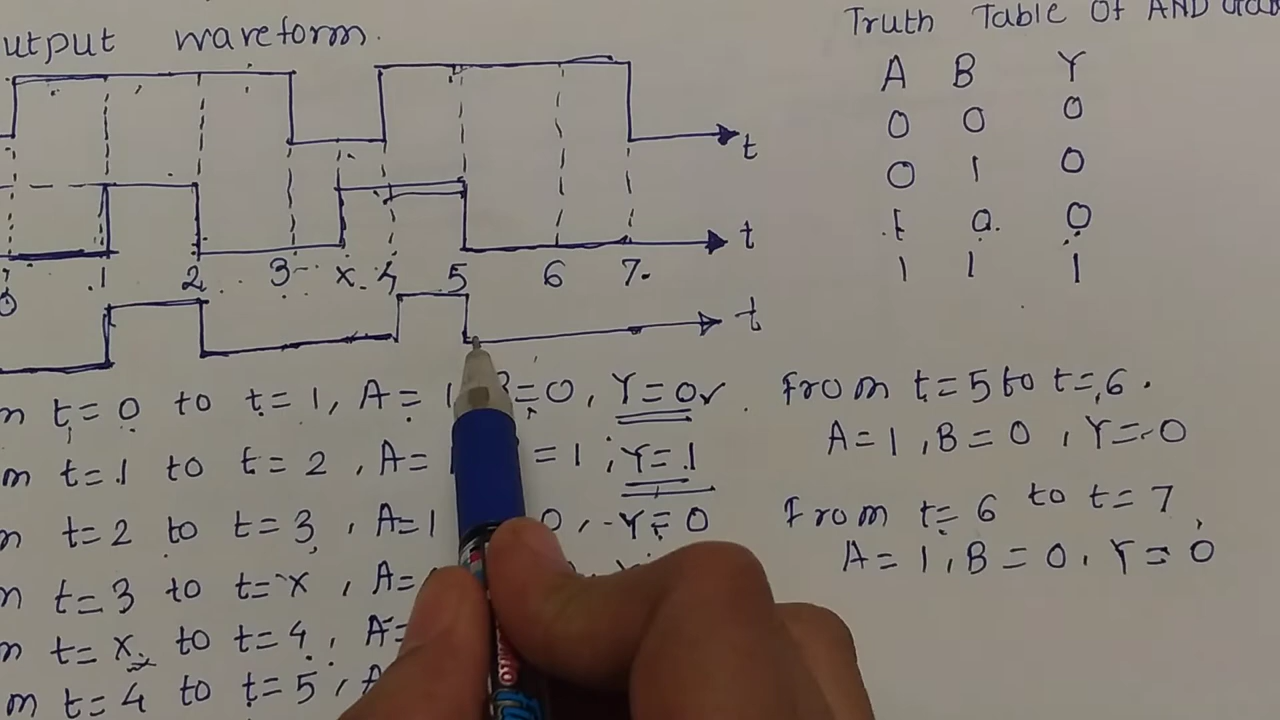 utput waveform.
t
t
0 1 2 3 x 4 5 6 7
t
t=0 to t=1, A=1 B=0, Y=0
t=1 to t=2, A=1 =1, Y=1
t=2 to t=3, A=1 0, Y=0
t=3 to t=x, A=
t=x to t=4, A=
t=4 to t=5,
Truth Table Of AND
A B Y
0 0 0
0 1 0
1 0 0
1 1 1
From t=5 to t=6.
A=1, B=0, Y=0
From t=6 to t=7,
A=1, B=0, Y=0